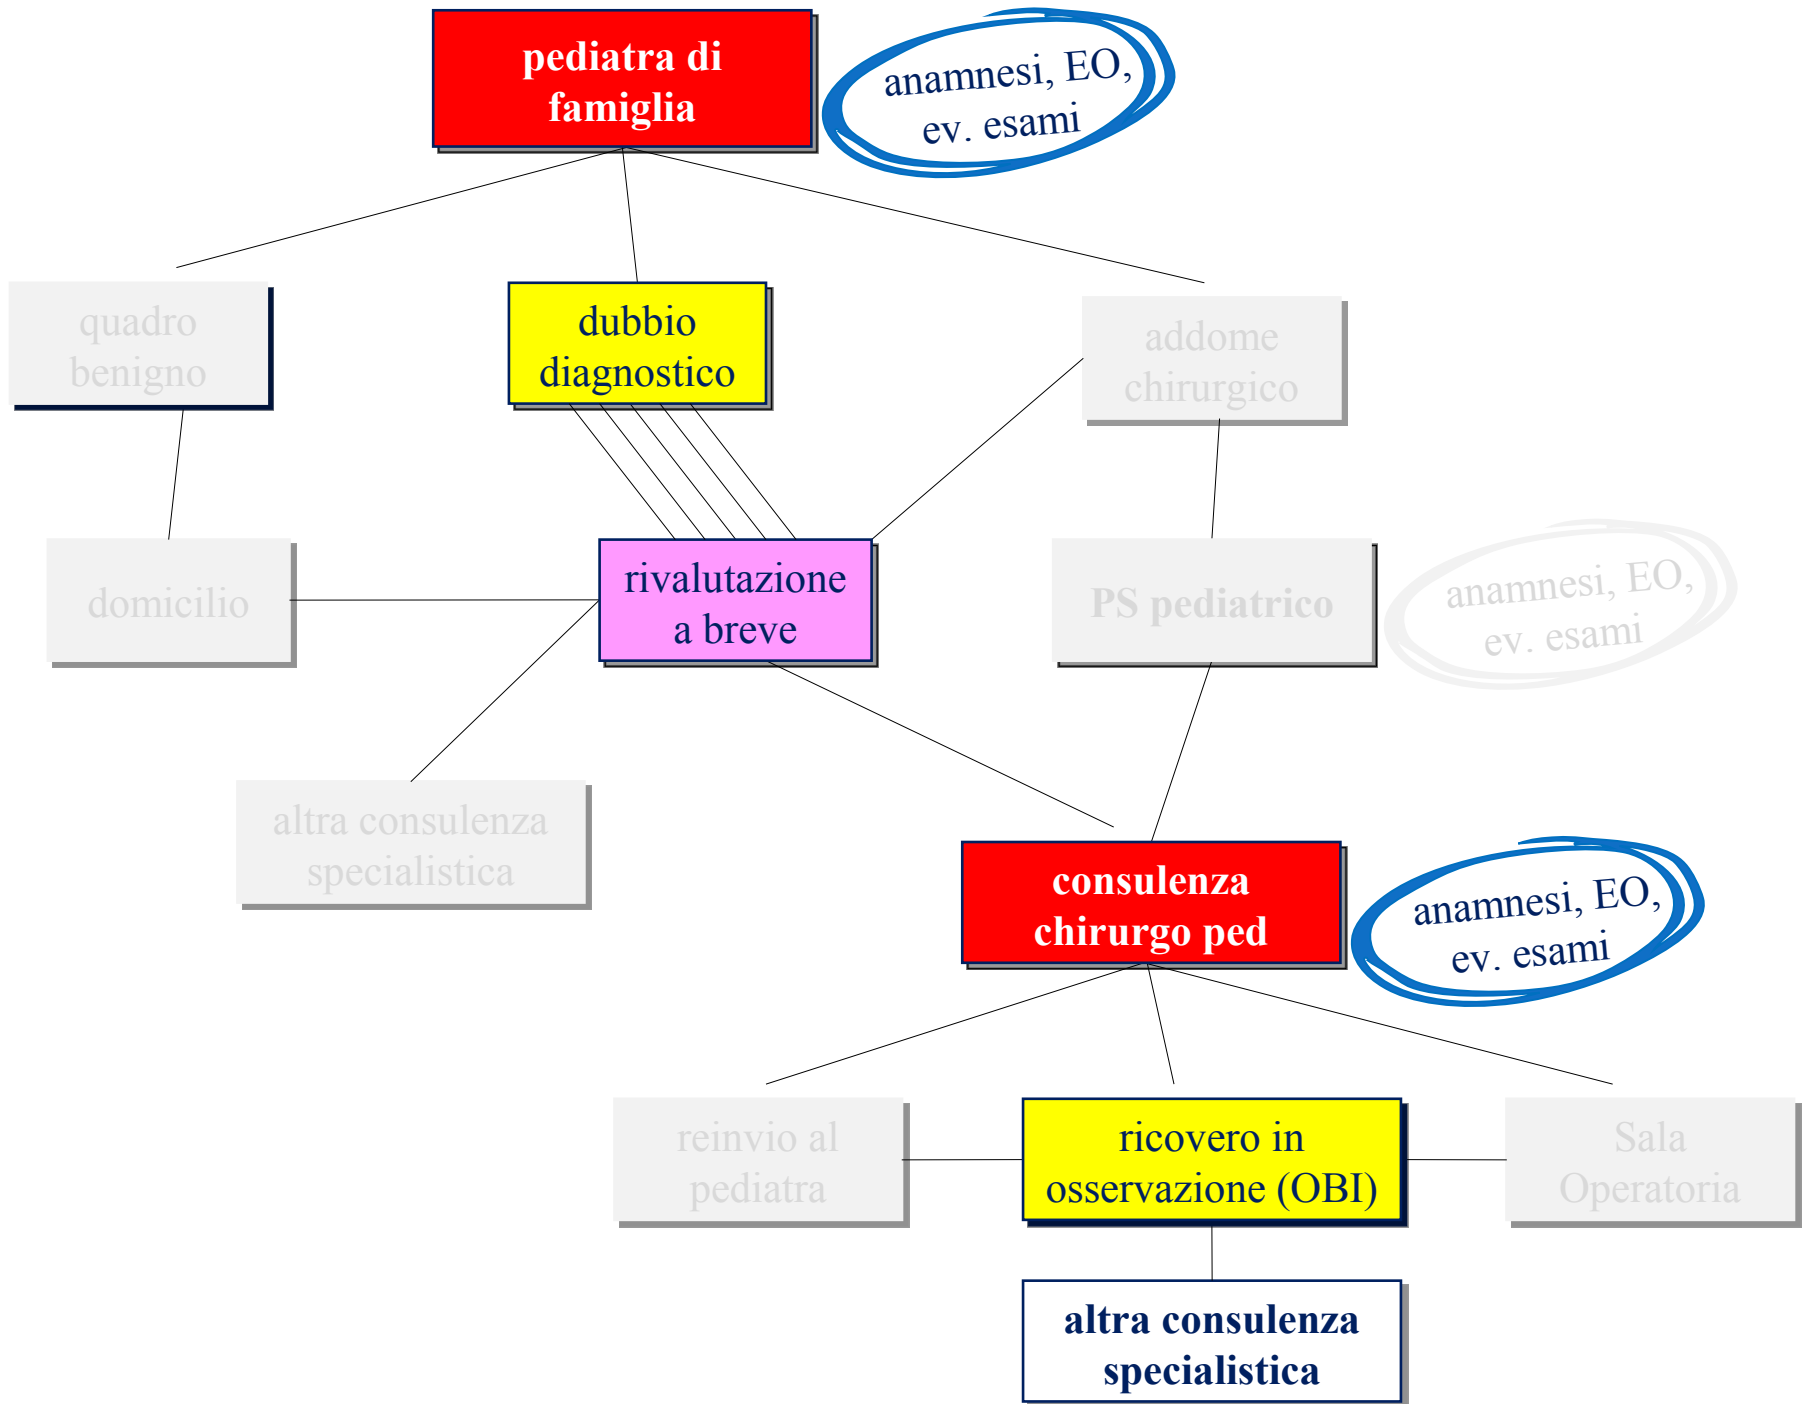 pediatra di
famiglia
anamnesi, EO,
ev. esami
quadro
benigno
dubbio
diagnostico
addome
chirurgico
domicilio
rivalutazione
a breve
PS pediatrico
anamnesi, EO,
ev. esami
altra consulenza
specialistica
consulenza
chirurgo ped
anamnesi, EO,
ev. esami
reinvio al
pediatra
ricovero in
osservazione (OBI)
Sala
Operatoria
altra consulenza
specialistica